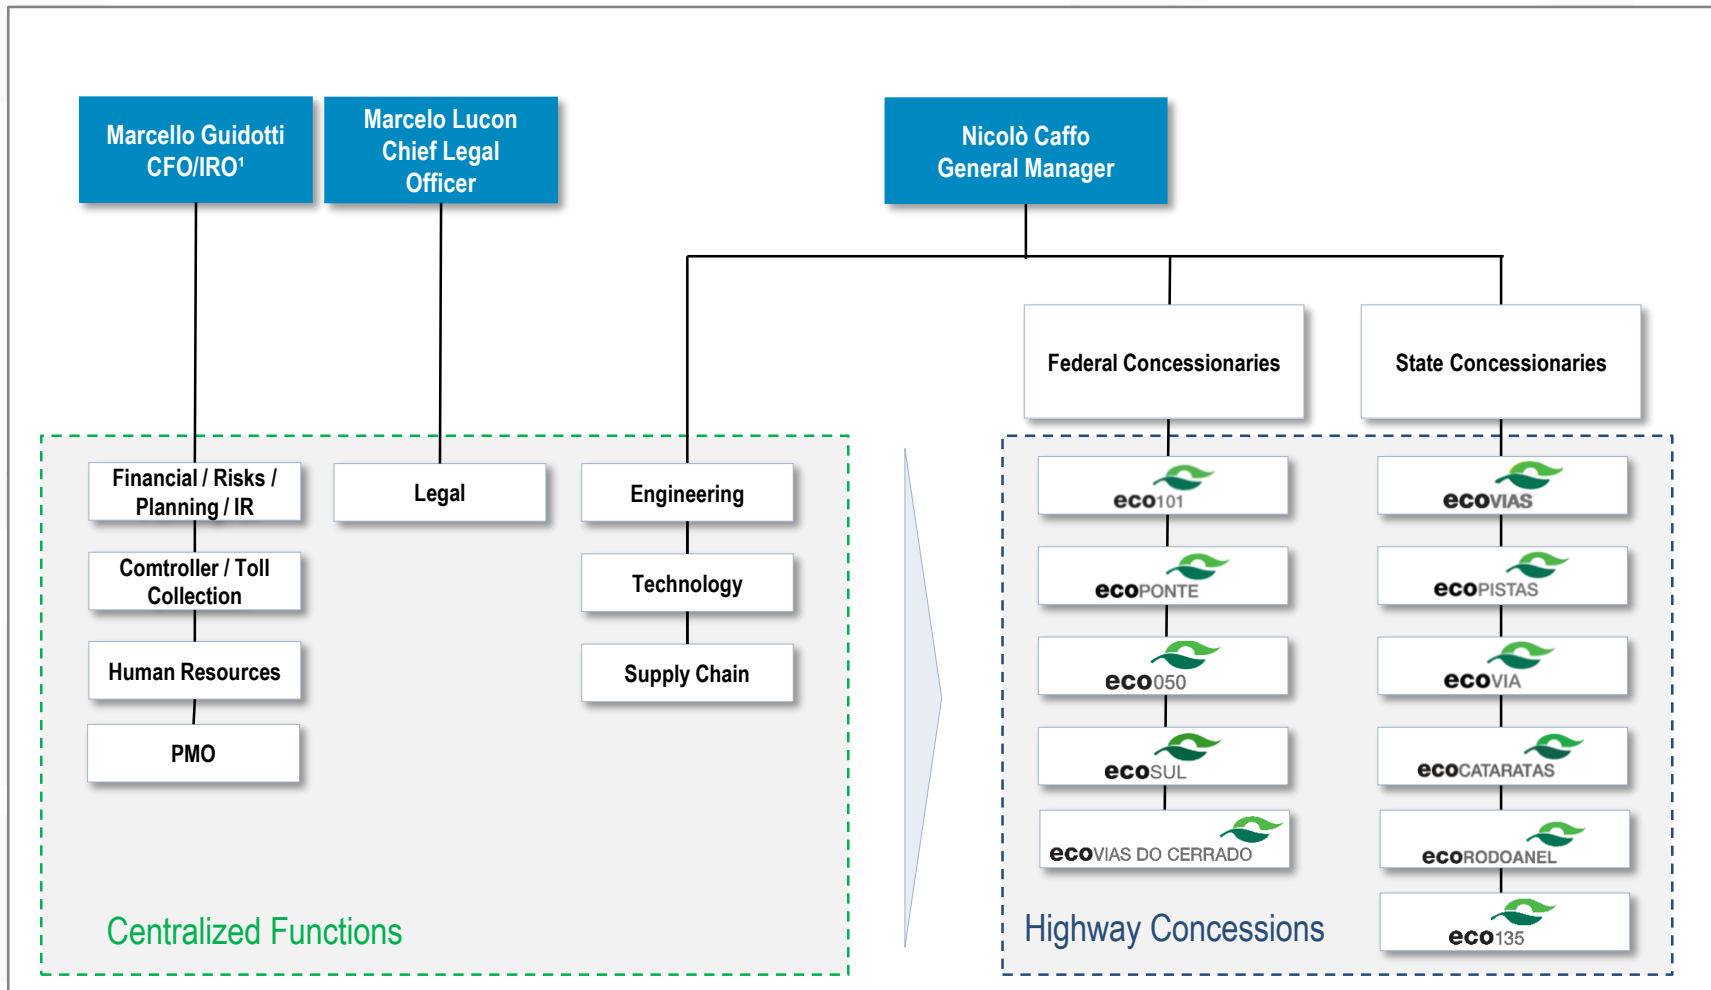 Marcello Guidotti
CFO/IRO¹
Marcelo Lucon
Chief Legal
Officer
Nicolò Caffo
General Manager
Federal Concessionaries
State Concessionaries
Financial / Risks /
Planning / IR
Comtroller / Toll
Collection
Human Resources
PMO
Legal
Engineering
Technology
Supply Chain
Centralized Functions
eco101
ecoPONTE
eco050
ecoSUL
ecoVIAS DO CERRADO
ecoVIAS
ecoPISTAS
ecoVIA
ecoCATARATAS
ecoRODOANEL
eco135
Highway Concessions